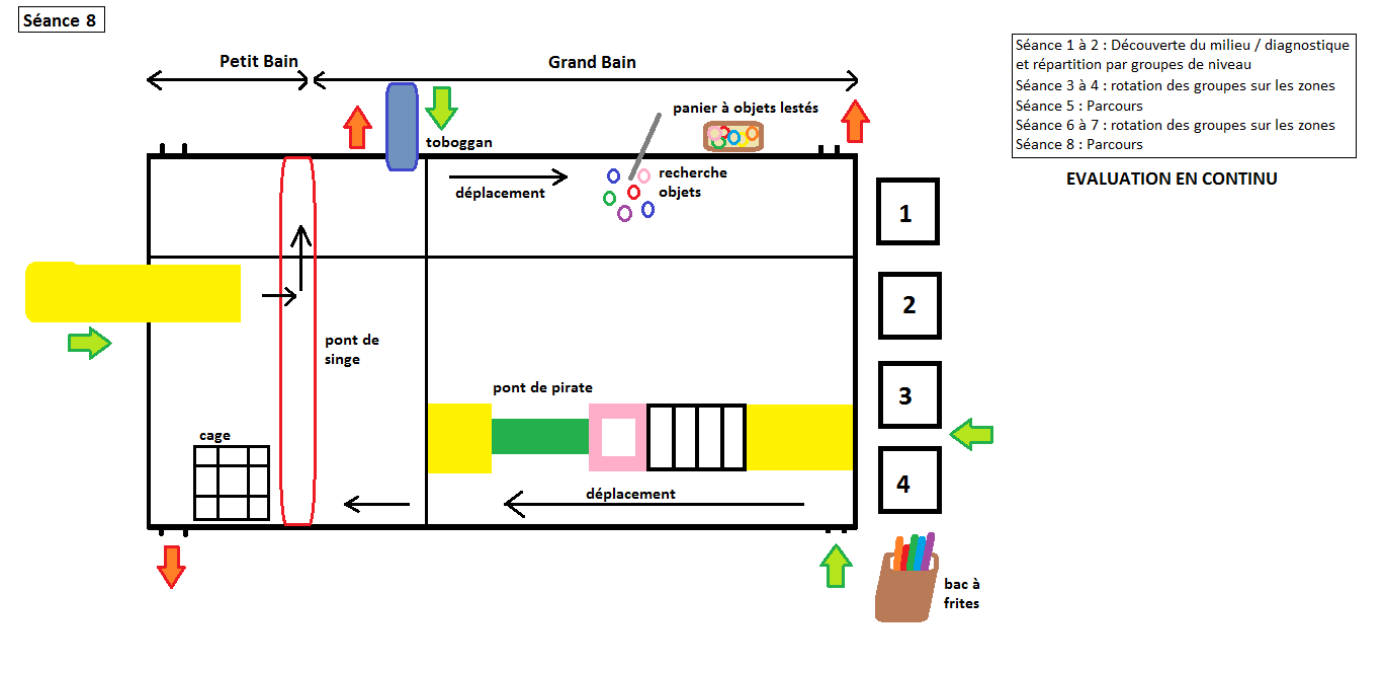 Séance 8
Petit Bain
Grand Bain
Séance 1 à 2 : Découverte du milieu / diagnostique
et répartition par groupes de niveau
Séance 3 à 4 : rotation des groupes sur les zones
Séance 5 : Parcours
Séance 6 à 7 : rotation des groupes sur les zones
Séance 8 : Parcours
EVALUATION EN CONTINU
panier à objets lestés
toboggan
déplacement
recherche
objets
1
2
3
4
pont de
singe
pont de pirate
cage
déplacement
bac à
frites